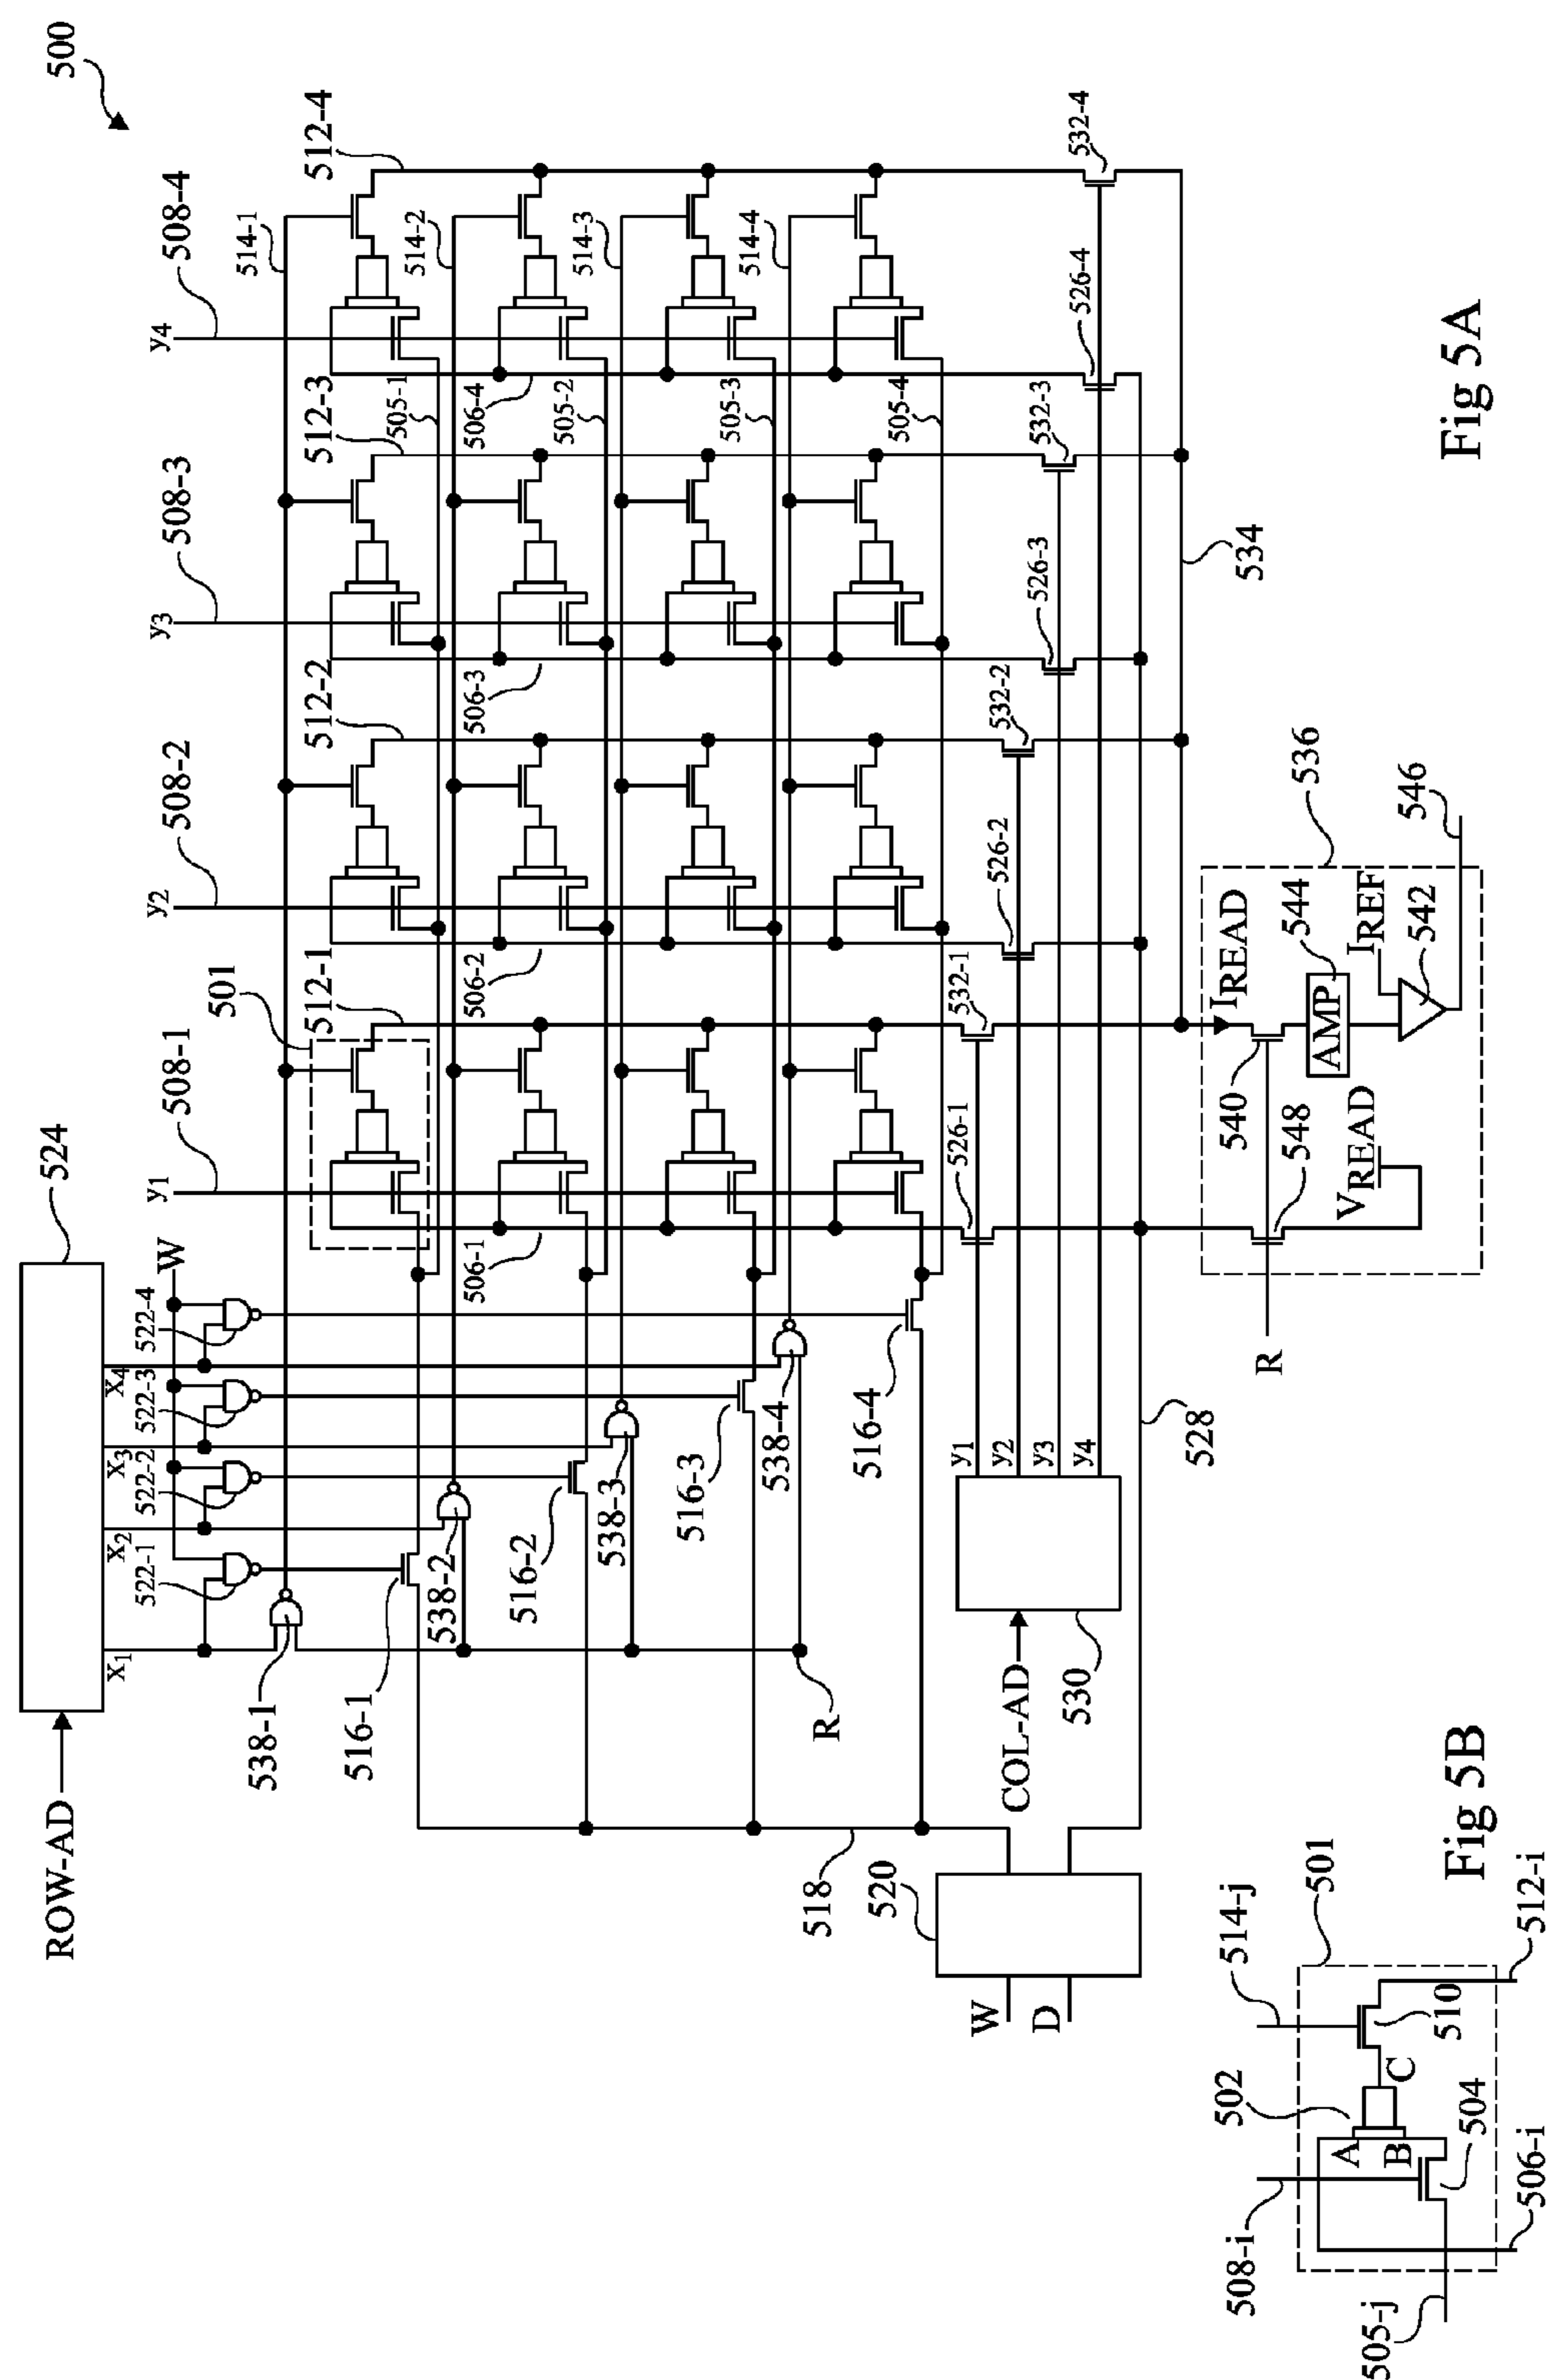 500
508-4
y4
512-4
514-1
514-2
514-3
514-4
532-4
526-4
508-3
y3
512-3
505-1
506-4
505-2
505-3
505-4
532-3
526-3
534
508-2
y2
512-2
506-3
532-2
526-2
536
546
508-1
y1
501
512-1
506-2
532-1
526-1
IREAD
544
IREF
AMP
542
540
548
VREAD
R
506-1
524
W
522-4
522-3
522-2
522-1
X4
X3
X2
X1
ROW-AD
538-1
538-2
538-3
538-4
516-1
516-2
516-3
516-4
R
y1
y2
y3
y4
528
COL-AD
530
518
520
W
D
Fig 5A
514-j
501
502
512-i
510
C
A
B
504
508-i
506-i
505-j
Fig 5B